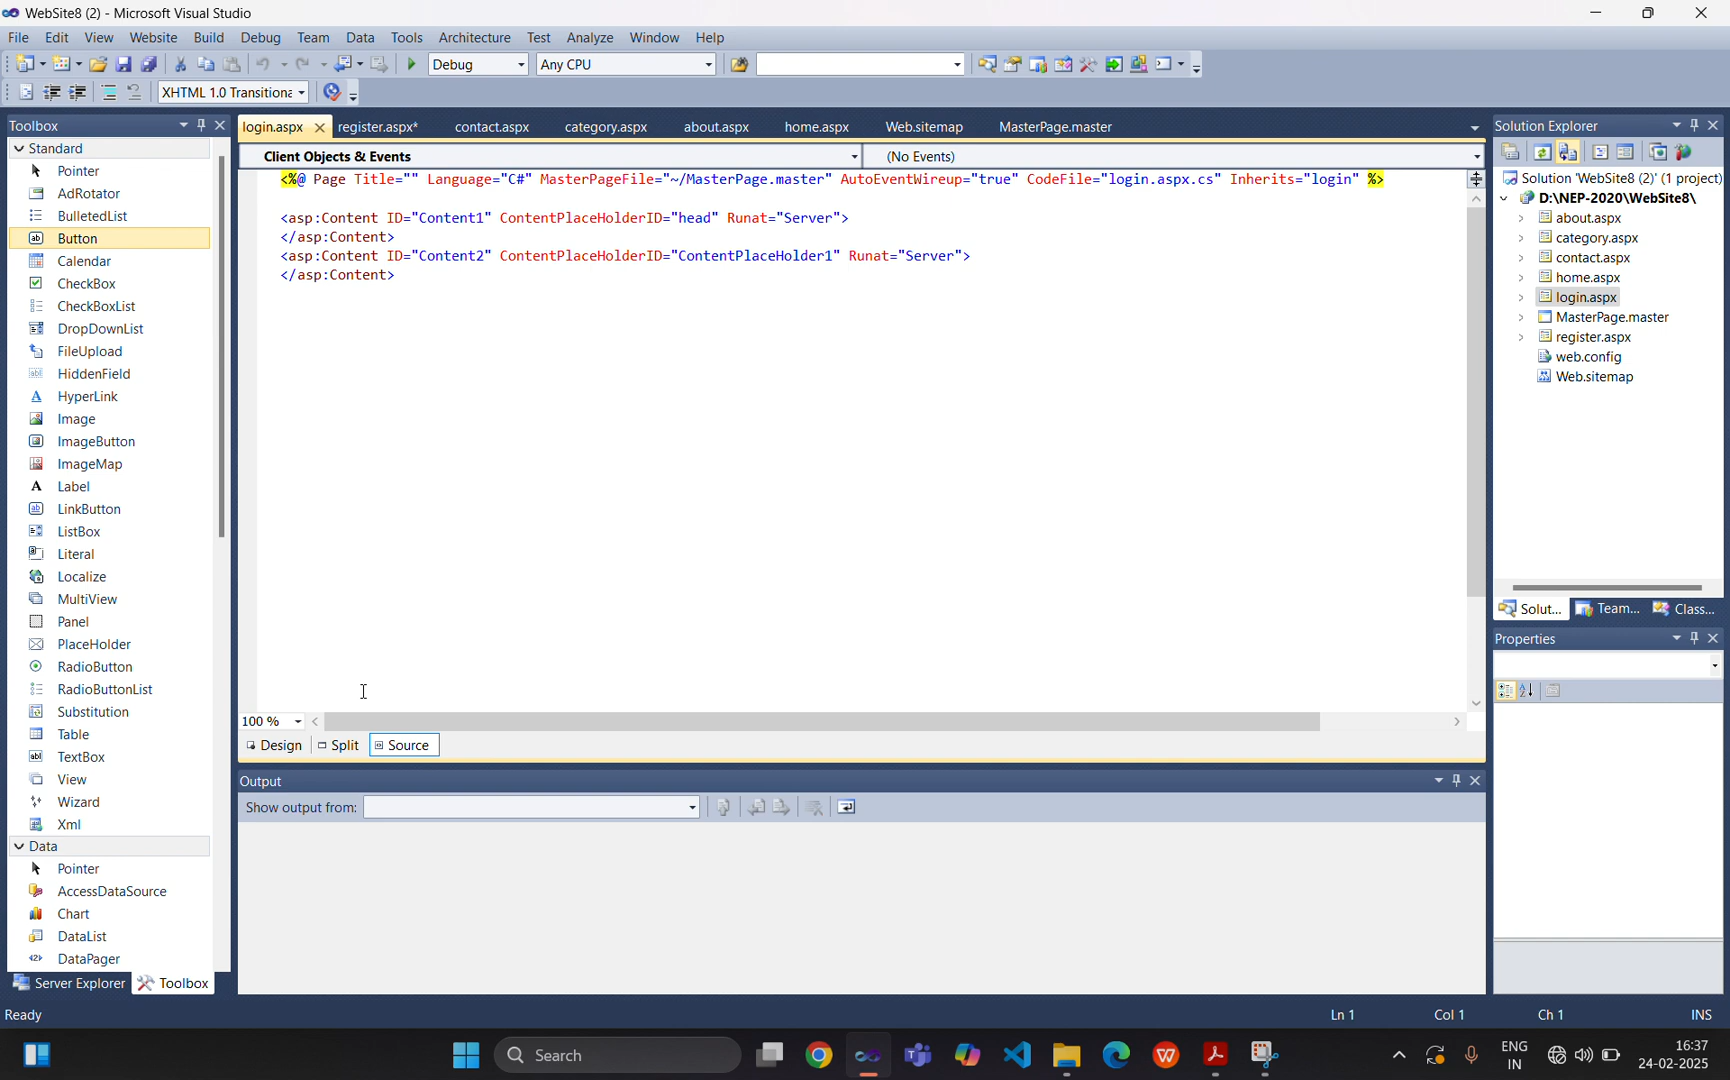 WebSite8 (2) - Microsoft Visual Studio
File Edit View Website Build Debug Team Data Tools Architecture Test Analyze Window Help
Debug Any CPU
XHTML 1.0 Transitiona
Toolbox
Standard
Pointer
AdRotator
BulletedList
Button
Calendar
CheckBox
CheckBoxList
DropDownList
FileUpload
HiddenField
HyperLink
Image
ImageButton
ImageMap
Label
LinkButton
ListBox
Literal
Localize
MultiView
Panel
PlaceHolder
RadioButton
RadioButtonList
Substitution
Table
TextBox
View
Wizard
Xml
Data
Pointer
AccessDataSource
Chart
DataList
DataPager
Server Explorer Toolbox
login.aspx register.aspx* contact.aspx category.aspx about.aspx home.aspx Web.sitemap MasterPage.master
Client Objects & Events (No Events)
<%@ Page Title="" Language="C#" MasterPageFile="~/MasterPage.master" AutoEventWireup="true" CodeFile="login.aspx.cs" Inherits="login" %>
<asp:Content ID="Content1" ContentPlaceHolderID="head" Runat="Server">
</asp:Content>
<asp:Content ID="Content2" ContentPlaceHolderID="ContentPlaceHolder1" Runat="Server">
</asp:Content>
100 %
Design Split Source
Output
Show output from:
Solution Explorer
Solution 'WebSite8 (2)' (1 project)
D:\NEP-2020\WebSite8\
about.aspx
category.aspx
contact.aspx
home.aspx
login.aspx
MasterPage.master
register.aspx
web.config
Web.sitemap
Solut... Team... Class...
Properties
Ready Ln 1 Col 1 Ch 1 INS
Search
ENG
IN
16:37
24-02-2025